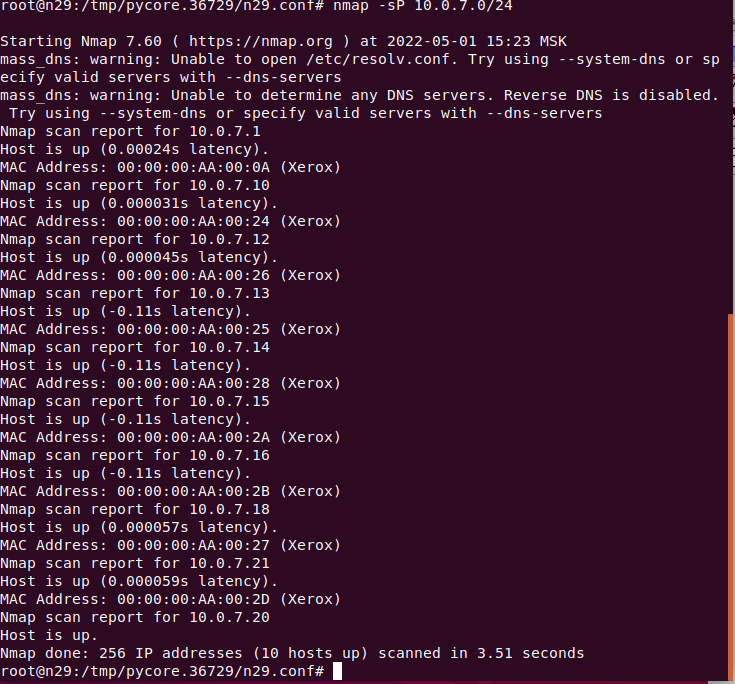 root@n29:/tmp/pycore.36729/n29.conf# nmap -sP 10.0.7.0/24
Starting Nmap 7.60 ( https://nmap.org ) at 2022-05-01 15:23 MSK
mass_dns: warning: Unable to open /etc/resolv.conf. Try using --system-dns or sp
ecify valid servers with --dns-servers
mass_dns: warning: Unable to determine any DNS servers. Reverse DNS is disabled.
 Try using --system-dns or specify valid servers with --dns-servers
Nmap scan report for 10.0.7.1
Host is up (0.00024s latency).
MAC Address: 00:00:00:AA:00:0A (Xerox)
Nmap scan report for 10.0.7.10
Host is up (0.000031s latency).
MAC Address: 00:00:00:AA:00:24 (Xerox)
Nmap scan report for 10.0.7.12
Host is up (0.000045s latency).
MAC Address: 00:00:00:AA:00:26 (Xerox)
Nmap scan report for 10.0.7.13
Host is up (-0.11s latency).
MAC Address: 00:00:00:AA:00:25 (Xerox)
Nmap scan report for 10.0.7.14
Host is up (-0.11s latency).
MAC Address: 00:00:00:AA:00:28 (Xerox)
Nmap scan report for 10.0.7.15
Host is up (-0.11s latency).
MAC Address: 00:00:00:AA:00:2A (Xerox)
Nmap scan report for 10.0.7.16
Host is up (-0.11s latency).
MAC Address: 00:00:00:AA:00:2B (Xerox)
Nmap scan report for 10.0.7.18
Host is up (0.000057s latency).
MAC Address: 00:00:00:AA:00:27 (Xerox)
Nmap scan report for 10.0.7.21
Host is up (0.000059s latency).
MAC Address: 00:00:00:AA:00:2D (Xerox)
Nmap scan report for 10.0.7.20
Host is up.
Nmap done: 256 IP addresses (10 hosts up) scanned in 3.51 seconds
root@n29:/tmp/pycore.36729/n29.conf#